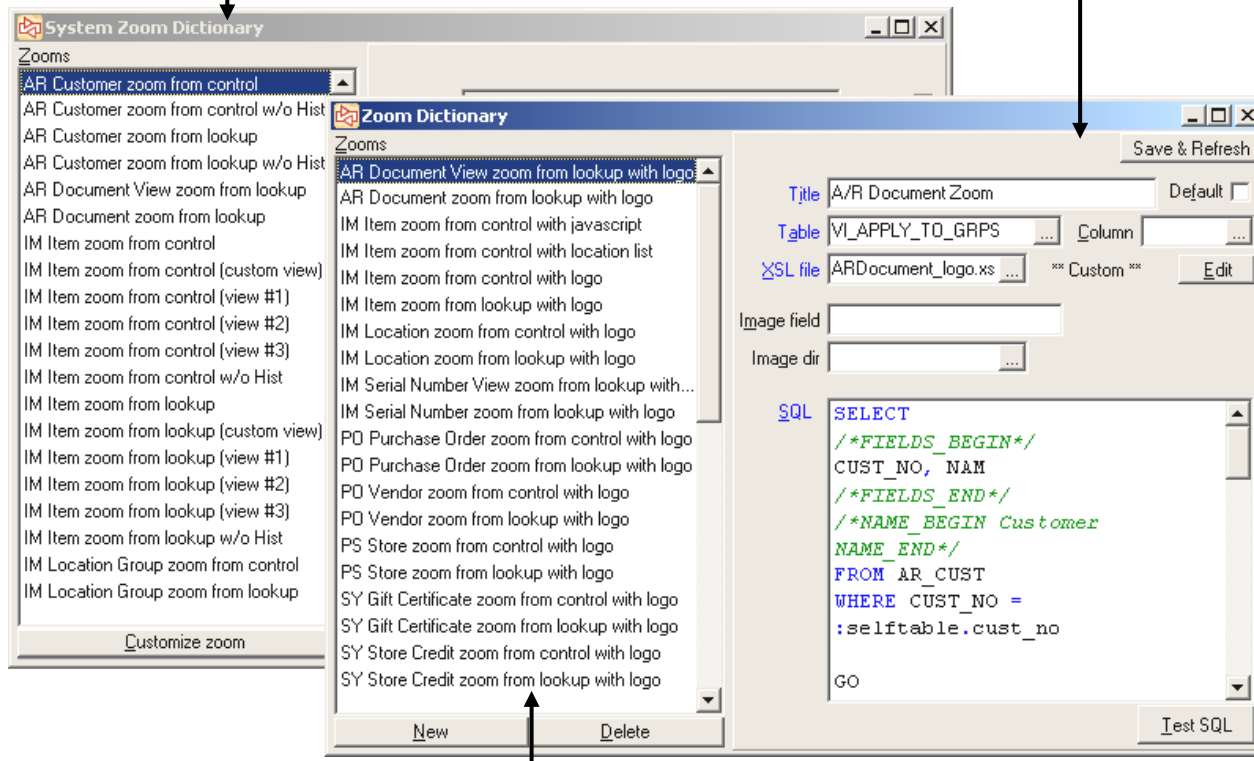 System Zoom Dictionary
Zooms
AR Customer zoom from control
AR Customer zoom from control w/o Hist
AR Customer zoom from lookup
AR Customer zoom from lookup w/o Hist
AR Document View zoom from lookup
AR Document zoom from lookup
IM Item zoom from control
IM Item zoom from control (custom view)
IM Item zoom from control (view #1)
IM Item zoom from control (view #2)
IM Item zoom from control (view #3)
IM Item zoom from control w/o Hist
IM Item zoom from lookup
IM Item zoom from lookup (custom view)
IM Item zoom from lookup (view #1)
IM Item zoom from lookup (view #2)
IM Item zoom from lookup (view #3)
IM Item zoom from lookup w/o Hist
IM Location Group zoom from control
IM Location Group zoom from lookup
Customize zoom
Zoom Dictionary
Zooms
AR Document View zoom from lookup with logo
AR Document zoom from lookup with logo
IM Item zoom from control with javascript
IM Item zoom from control with location list
IM Item zoom from control with logo
IM Item zoom from lookup with logo
IM Location zoom from control with logo
IM Location zoom from lookup with logo
IM Serial Number View zoom from lookup with...
IM Serial Number zoom from lookup with logo
PO Purchase Order zoom from control with logo
PO Purchase Order zoom from lookup with logo
PO Vendor zoom from control with logo
PO Vendor zoom from lookup with logo
PS Store zoom from control with logo
PS Store zoom from lookup with logo
SY Gift Certificate zoom from control with logo
SY Gift Certificate zoom from lookup with logo
SY Store Credit zoom from control with logo
SY Store Credit zoom from lookup with logo
New Delete
Save & Refresh
Title A/R Document Zoom Default
Table VI_APPLY_TO_GRPS ... Column ...
XSL file ARDocument_logo.xs ... ** Custom ** Edit
Image field
Image dir ...
SQL SELECT
/*FIELDS_BEGIN*/
CUST_NO, NAM
/*FIELDS_END*/
/*NAME_BEGIN Customer
NAME_END*/
FROM AR_CUST
WHERE CUST_NO =
:selftable.cust_no
GO
Test SQL